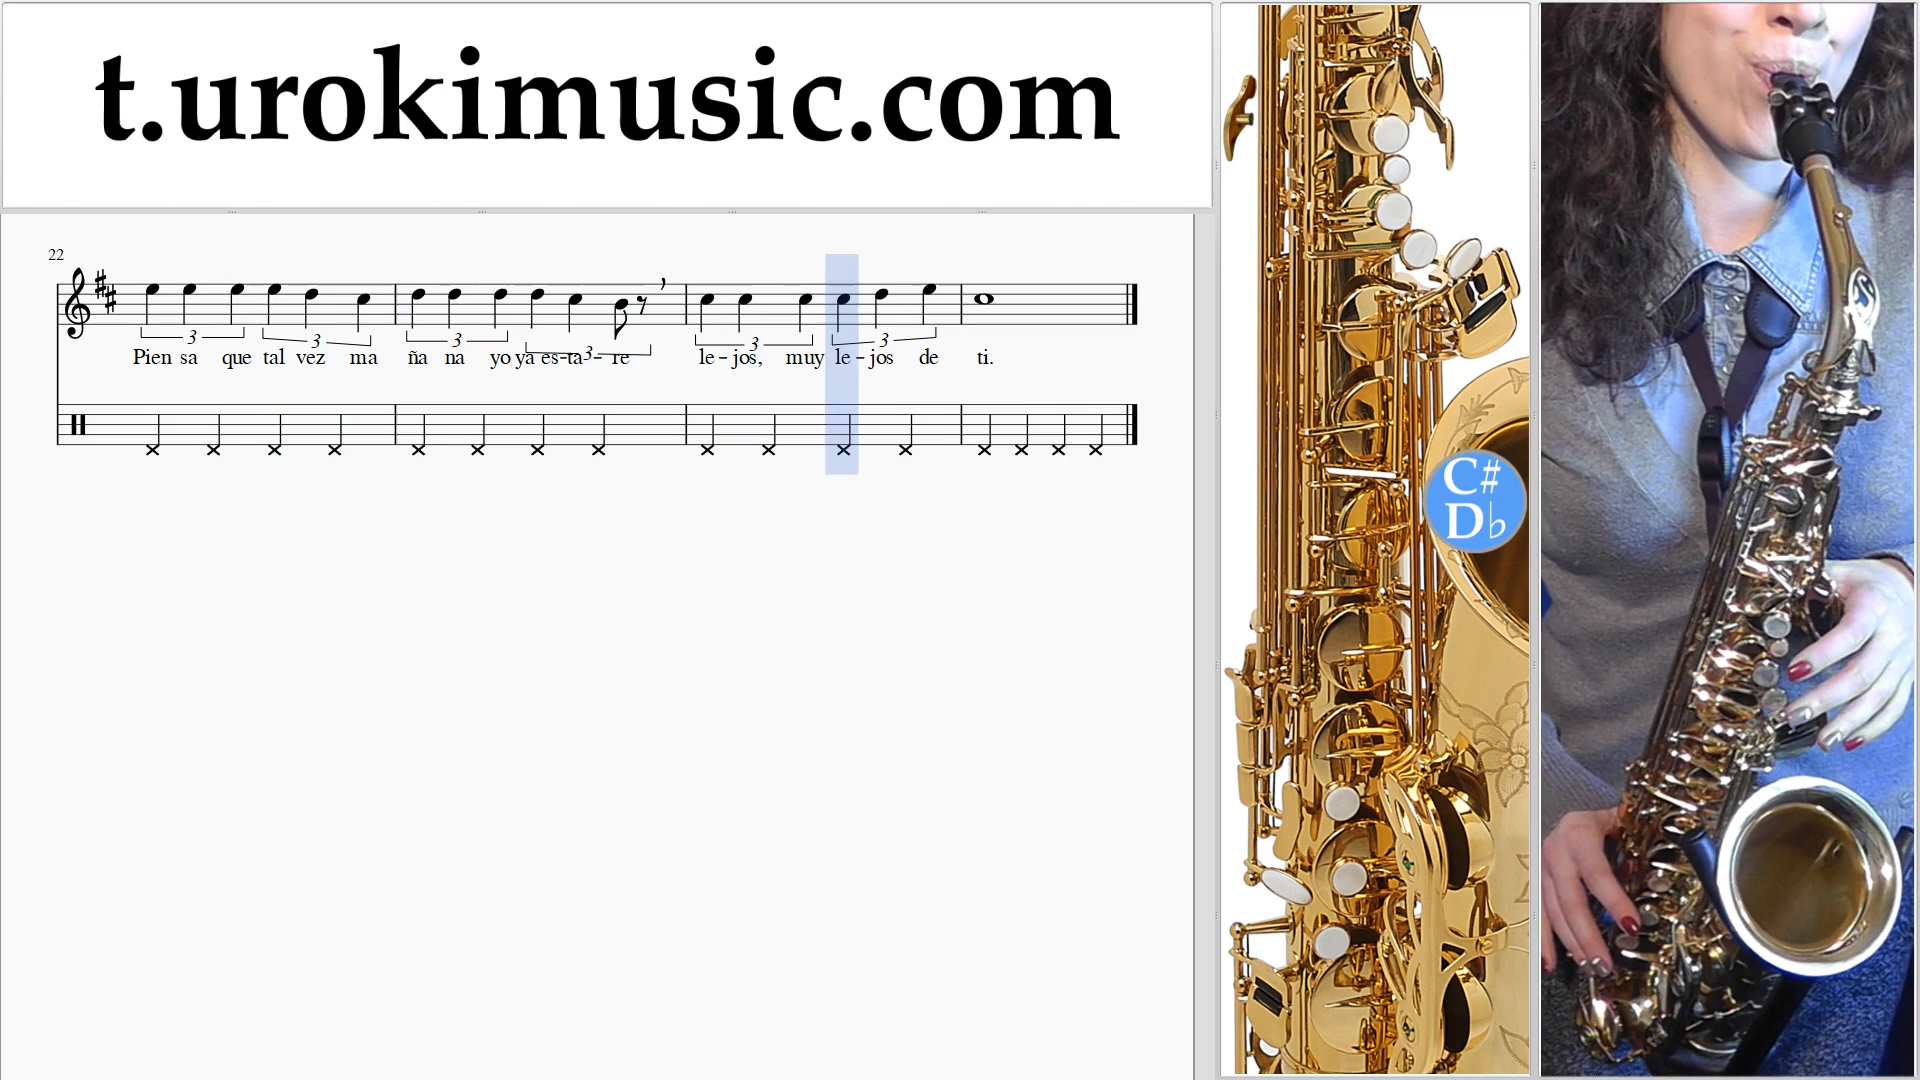 t.urokimusic.com
22
3 3 3 3 3 3
Pien sa que tal vez ma ña na yo ya es-ta - re le - jos, muy le - jos de ti.
C#
D♭